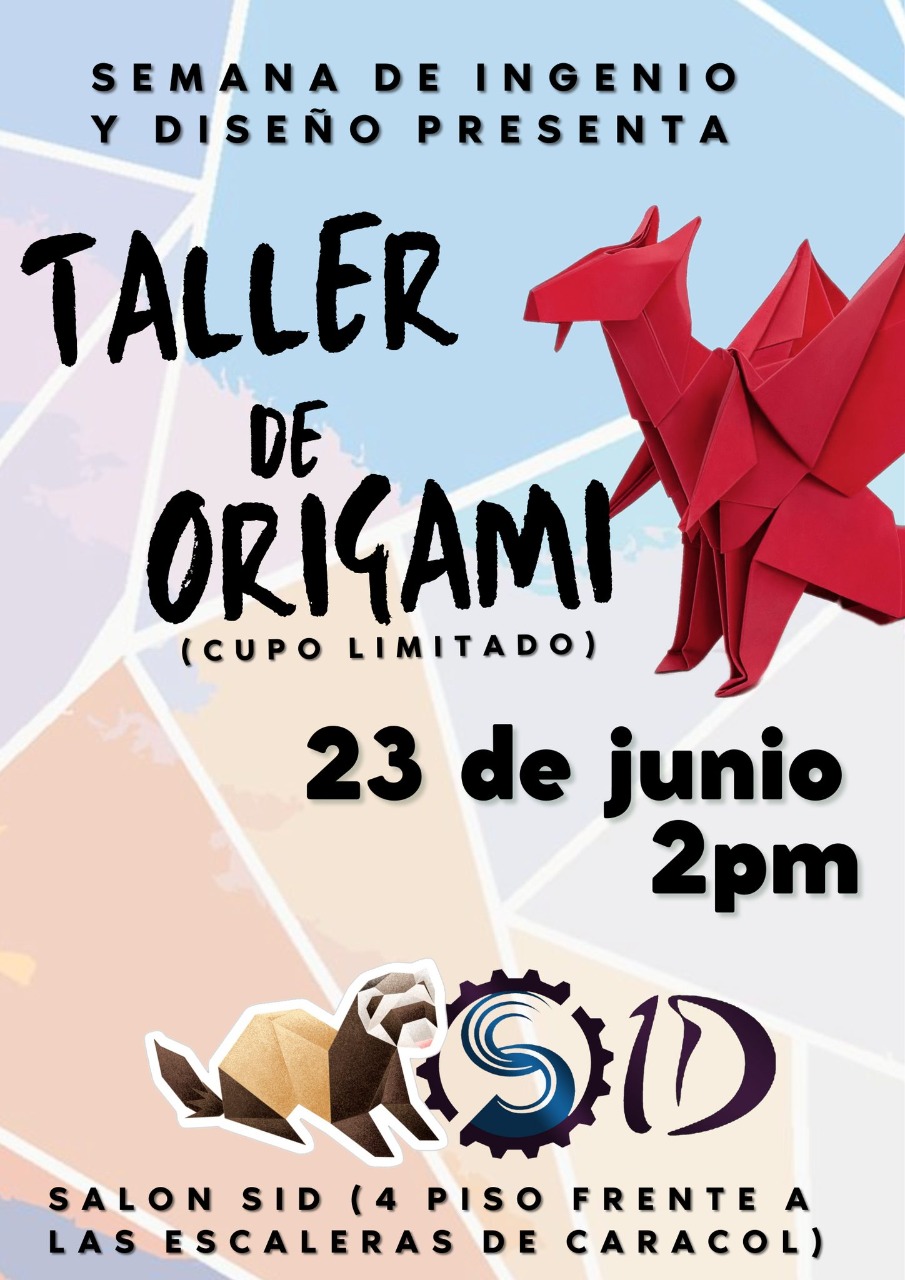 SEMANA DE INGENIO
Y DISEÑO PRESENTA
TALLER
DE
ORIGAMI
(CUPO LIMITADO)
23 de junio
2pm
SID
SALON SID (4 PISO FRENTE A
LAS ESCALERAS DE CARACOL)